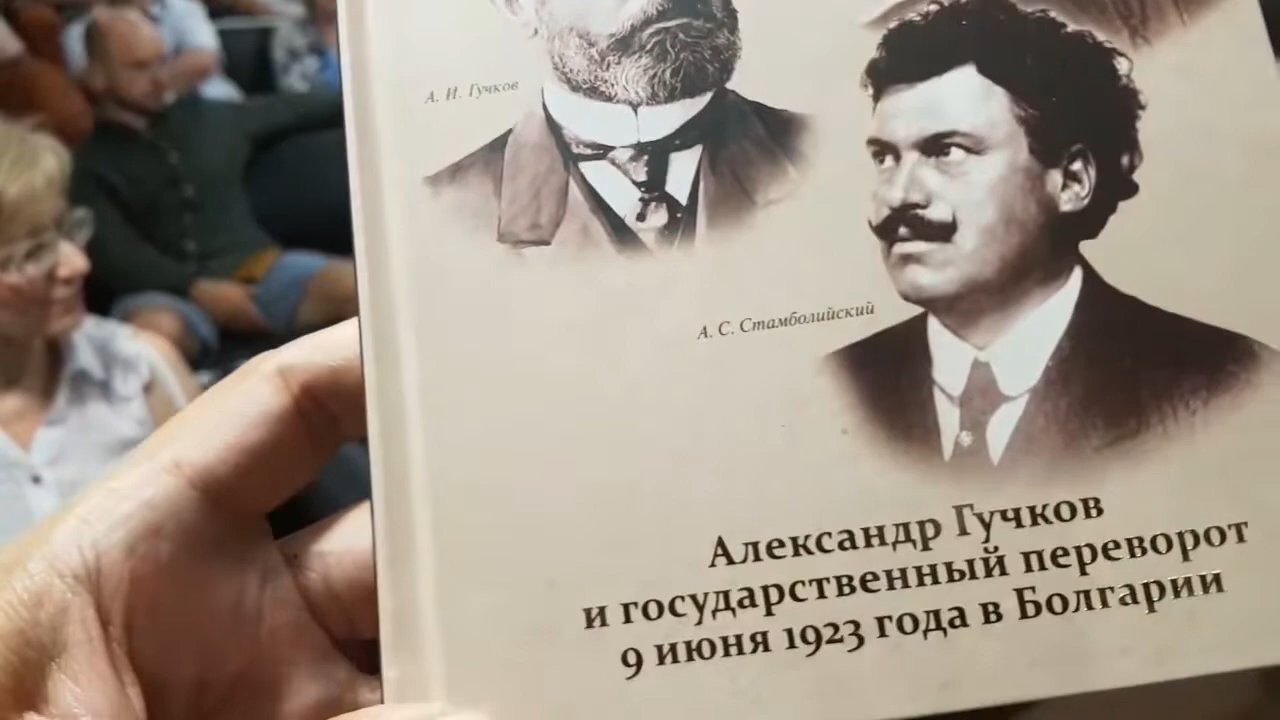 А. И. Гучков
А. С. Стамболийский
Александр Гучков
и государственный переворот
9 июня 1923 года в Болгарии